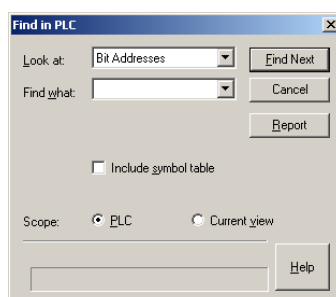 Find in PLC
Look at: Bit Addresses Find Next
Find what: Cancel
Report
Include symbol table
Scope: PLC Current view
Help